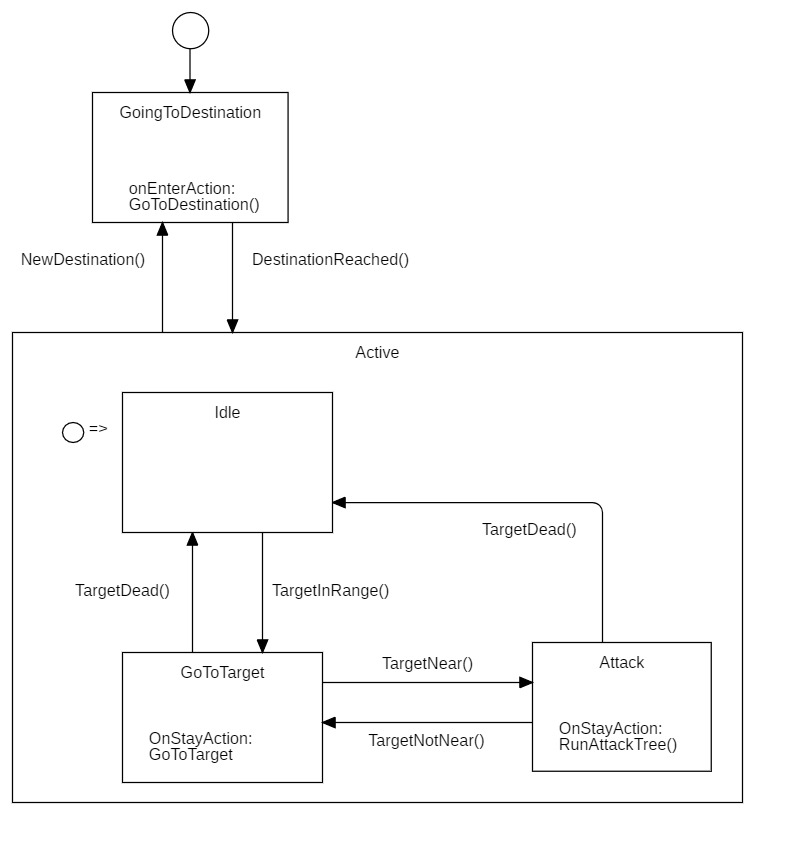 GoingToDestination
onEnterAction:
GoToDestination()
NewDestination()
DestinationReached()
Active
Idle
=>
TargetDead()
TargetDead()
TargetInRange()
GoToTarget
OnStayAction:
GoToTarget
TargetNear()
TargetNotNear()
Attack
OnStayAction:
RunAttackTree()